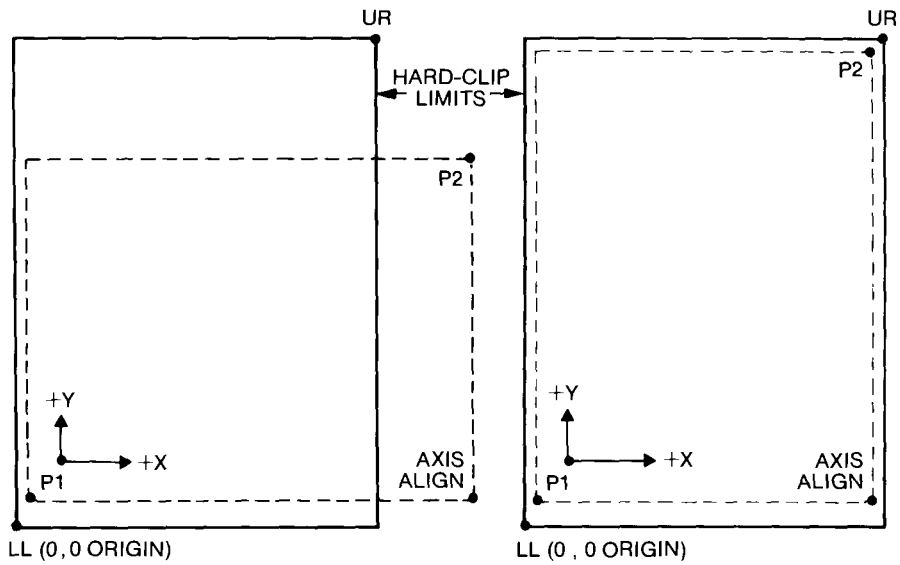 UR
HARD-CLIP
LIMITS
P2
+Y
+X
P1
AXIS
ALIGN
LL (0,0 ORIGIN)
UR
P2
+Y
+X
P1
AXIS
ALIGN
LL (0,0 ORIGIN)